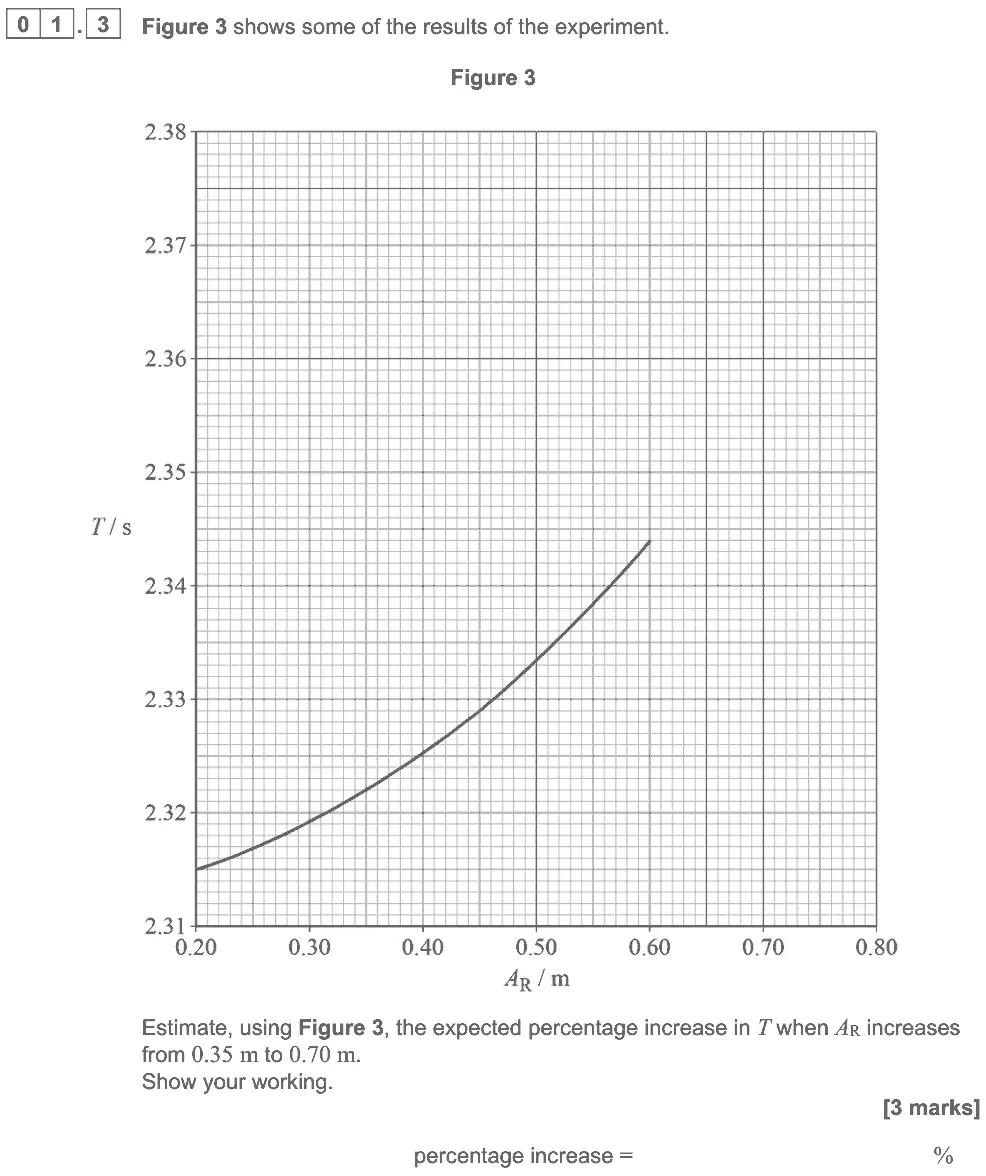 0 1 . 3 Figure 3 shows some of the results of the experiment.
Figure 3
2.38
2.37
2.36
2.35
T / s
2.34
2.33
2.32
2.31
0.20 0.30 0.40 0.50 0.60 0.70 0.80
AR / m
Estimate, using Figure 3, the expected percentage increase in T when AR increases
from 0.35 m to 0.70 m.
Show your working.
[3 marks]
percentage increase = %